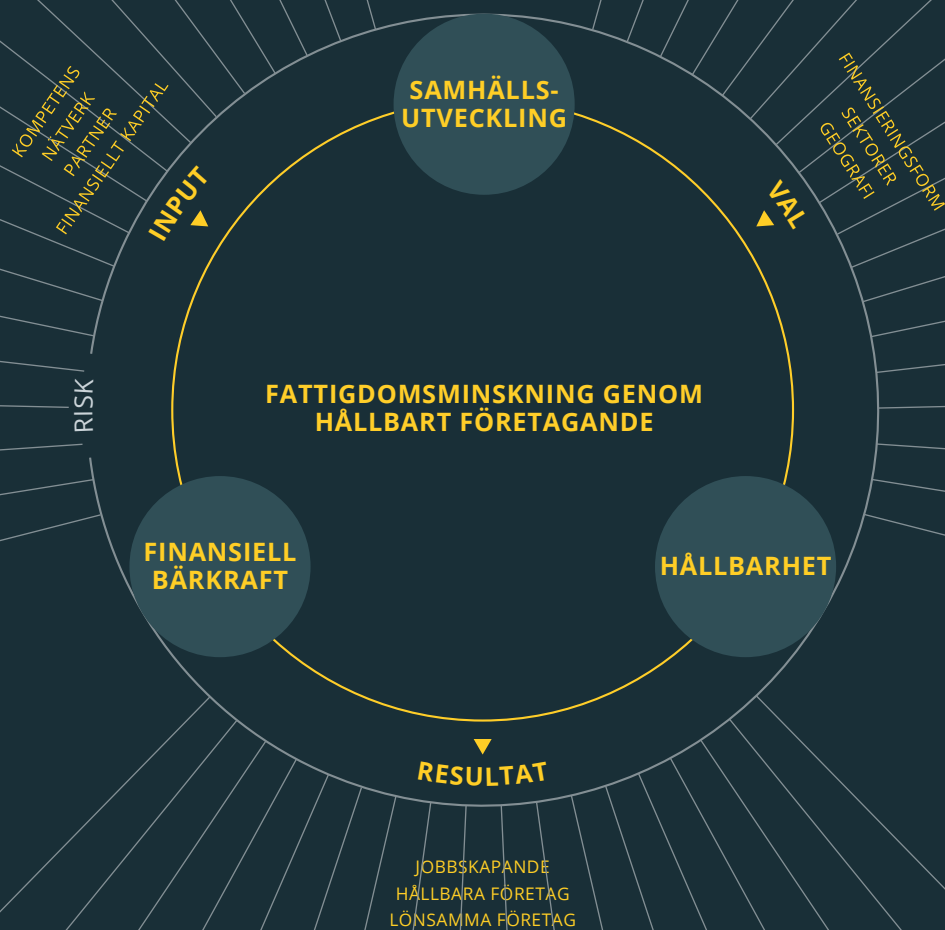 SAMHÄLLS-
UTVECKLING
KOMPETENS
NÄTVERK
PARTNER
FINANSIELLT KAPITAL
INPUT
FINANSIERINGSFORM
SEKTORER
GEOGRAFI
VAL
RISK
FATTIGDOMSMINSKNING GENOM
HÅLLBART FÖRETAGANDE
FINANSIELL
BÄRKRAFT
HÅLLBARHET
RESULTAT
JOBBSKAPANDE
HÅLLBARA FÖRETAG
LÖNSAMMA FÖRETAG